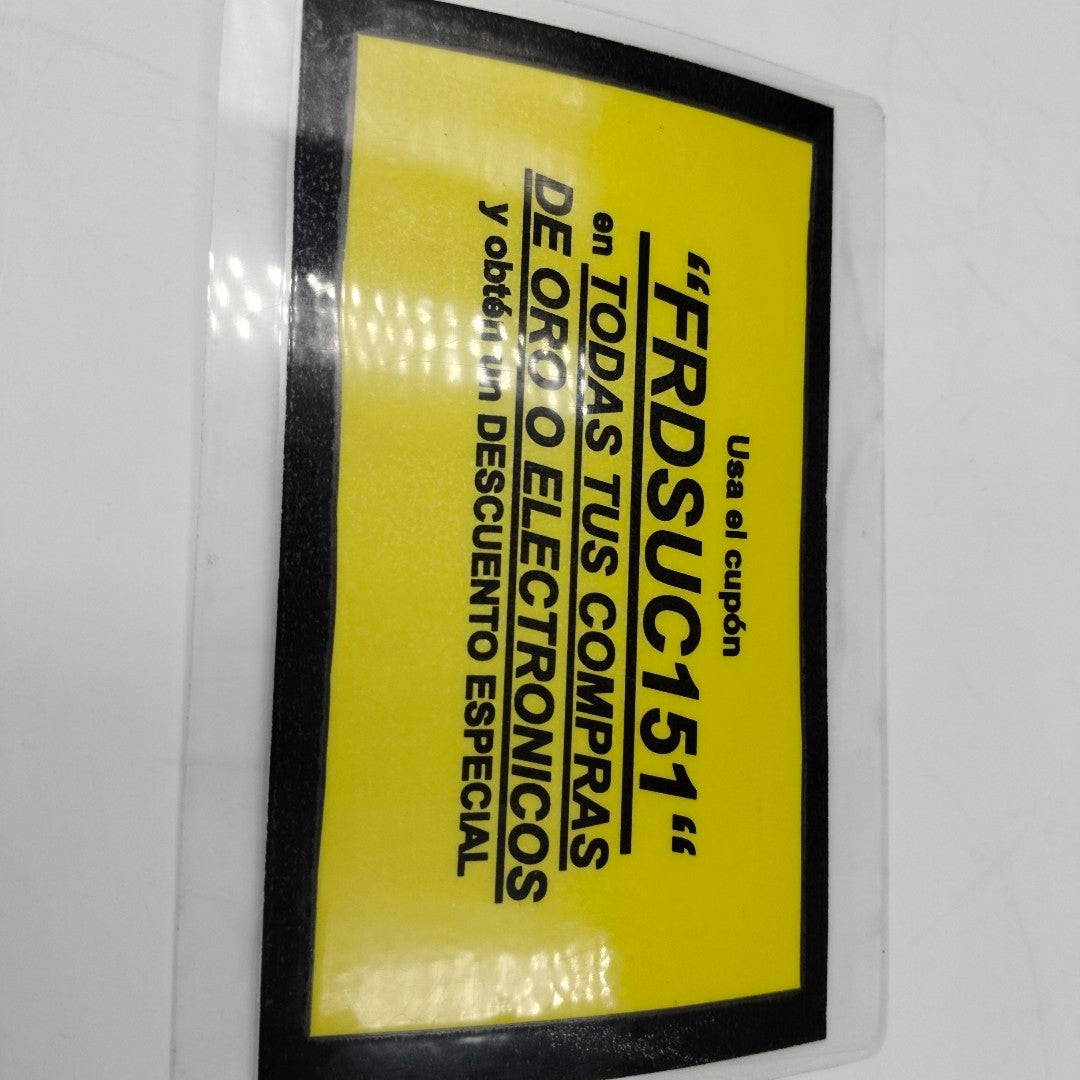 Usa el cupón
“FRDSUC151“
en TODAS TUS COMPRAS
DE ORO O ELECTRONICOS
y obtén un DESCUENTO ESPECIAL